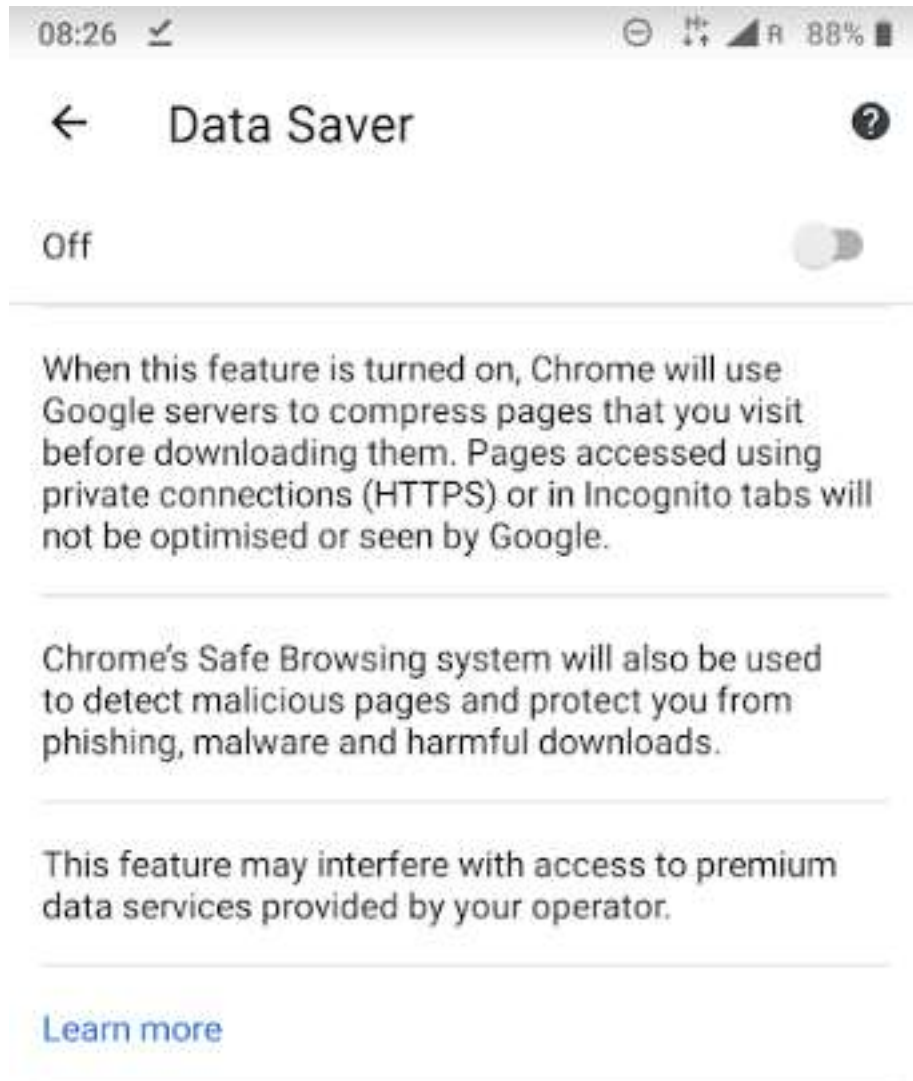 08:26 H+ R 88%
Data Saver ?
Off
When this feature is turned on, Chrome will use
Google servers to compress pages that you visit
before downloading them. Pages accessed using
private connections (HTTPS) or in Incognito tabs will
not be optimised or seen by Google.
Chrome's Safe Browsing system will also be used
to detect malicious pages and protect you from
phishing, malware and harmful downloads.
This feature may interfere with access to premium
data services provided by your operator.
Learn more